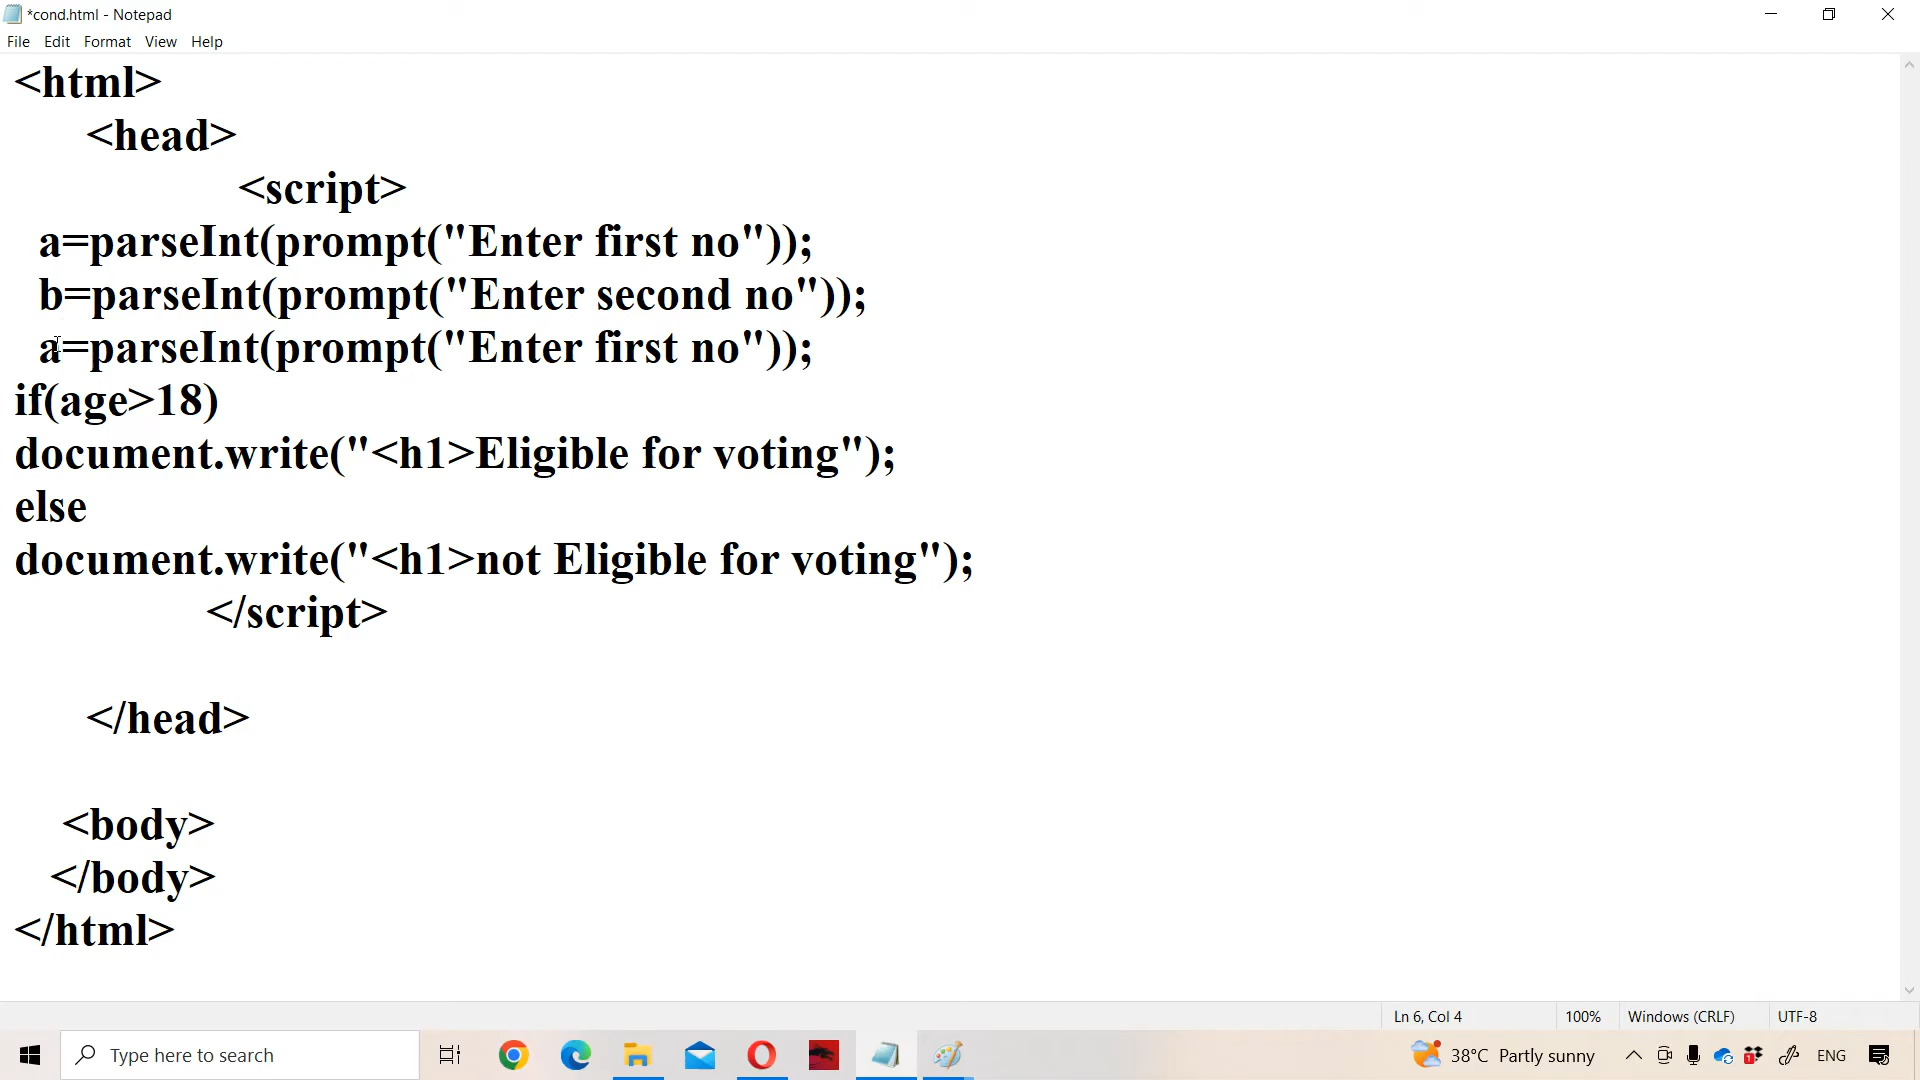 *cond.html - Notepad
File Edit Format View Help
<html>
<head>
<script>
a=parseInt(prompt("Enter first no"));
b=parseInt(prompt("Enter second no"));
a=parseInt(prompt("Enter first no"));
if(age>18)
document.write("<h1>Eligible for voting");
else
document.write("<h1>not Eligible for voting");
</script>
</head>
<body>
</body>
</html>
Ln 6, Col 4 100% Windows (CRLF) UTF-8
Type here to search 38°C Partly sunny 1 ENG